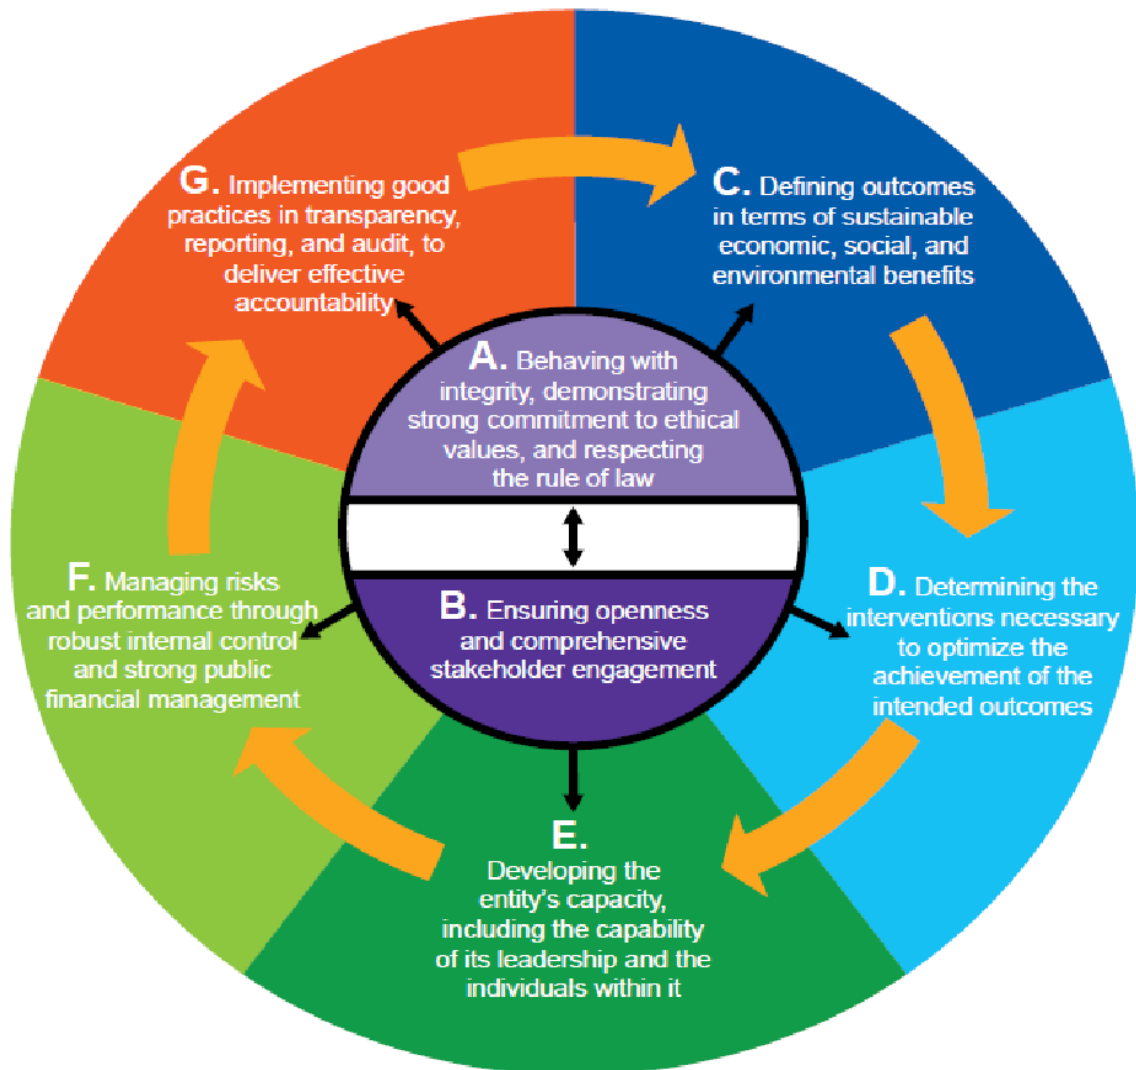 A. Behaving with
integrity, demonstrating
strong commitment to ethical
values, and respecting
the rule of law
B. Ensuring openness
and comprehensive
stakeholder engagement
C. Defining outcomes
in terms of sustainable
economic, social, and
environmental benefits
D. Determining the
interventions necessary
to optimize the
achievement of the
intended outcomes
E.
Developing the
entity's capacity,
including the capability
of its leadership and the
individuals within it
F. Managing risks
and performance through
robust internal control
and strong public
financial management
G. Implementing good
practices in transparency,
reporting, and audit, to
deliver effective
accountability